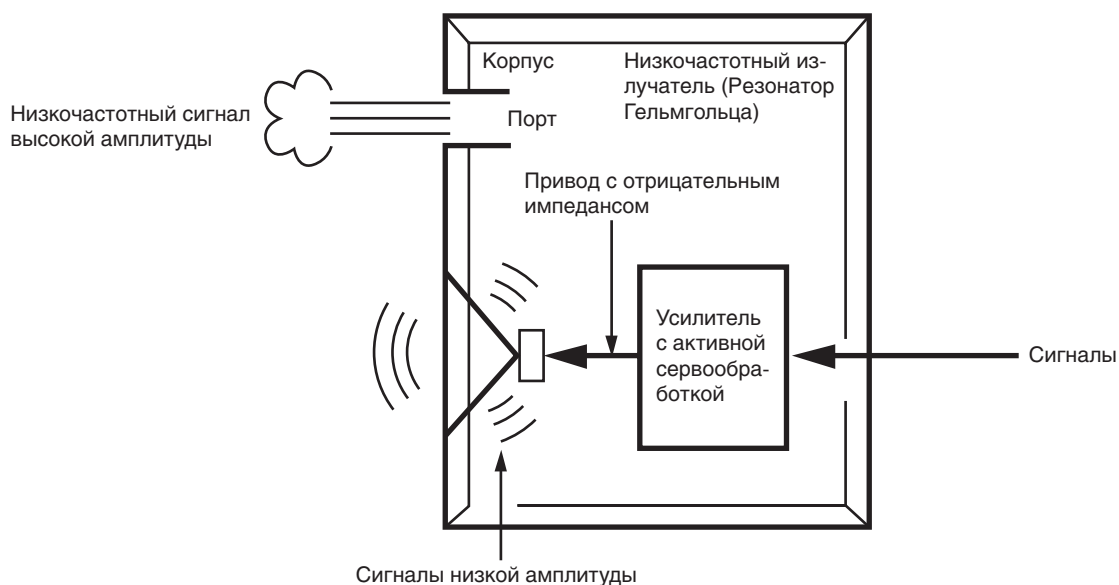 Корпус
Низкочастотный из-
лучатель (Резонатор
Гельмгольца)
Низкочастотный сигнал
высокой амплитуды
Порт
Привод с отрицательным
импедансом
Усилитель
с активной
сервообра-
боткой
Сигналы
Сигналы низкой амплитуды